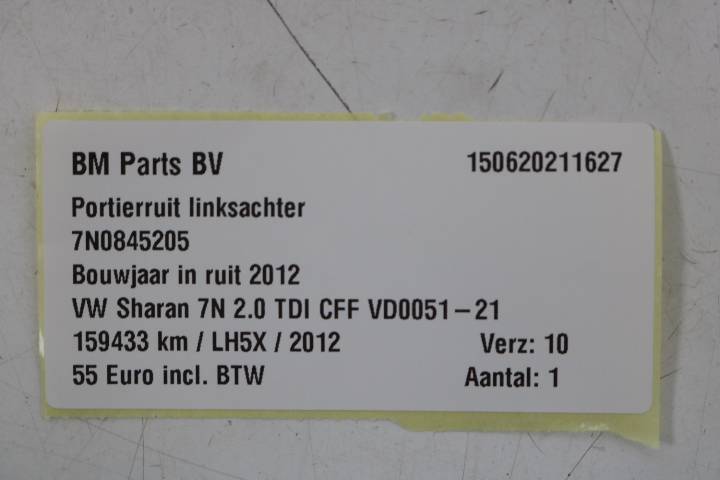 BM Parts BV 150620211627
Portierruit linksachter
7N0845205
Bouwjaar in ruit 2012
VW Sharan 7N 2.0 TDI CFF VD0051-21
159433 km / LH5X / 2012 Verz: 10
55 Euro incl. BTW Aantal: 1